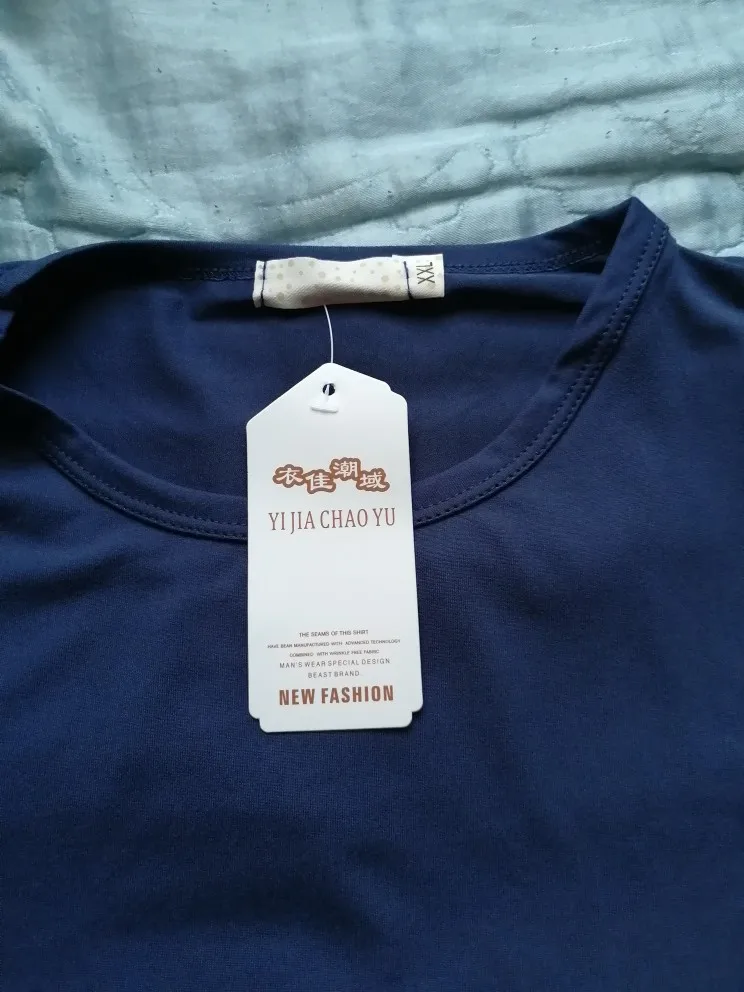 XXL
衣佳潮域
YI JIA CHAO YU
THE SEAMS OF THIS SHIRT
HAVE BEAN MANUFACTURED WITH ADVANCED TECHNOLOGY
COMBINFO WITH WRINKLE FREE FABRIC
MAN'S WEAR SPECIAL DESIGN
BEAST BRAND
NEW FASHION